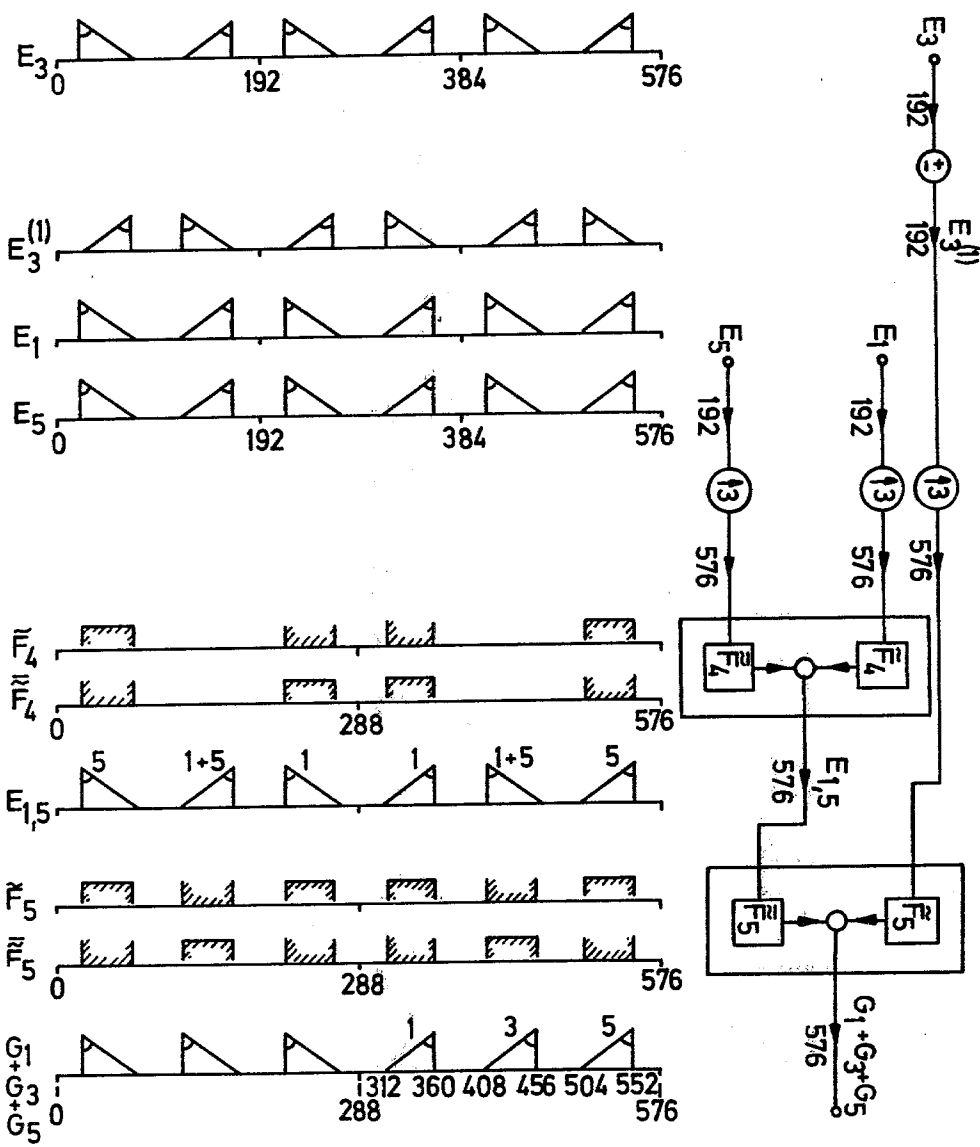 E3
0 192 384 576
E3(1)
E1
E5
0 192 384 576
F̃4
F̃̄4
0 288 576
5 1+5 1 1 1+5 5
E1,5
F̃5
F̃̄5
0 288 576
1 3 5
G1
+
G3
+
G5
312 360 408 456 504 552
0 288 576
E3
192
±
192
E3(1)
E5
E1
192
192
↑3
↑3
↑3
576
576
576
F̃̄4
F̃4
E1,5
576
F̃̄5
F̃5
G1+G3+G5
576